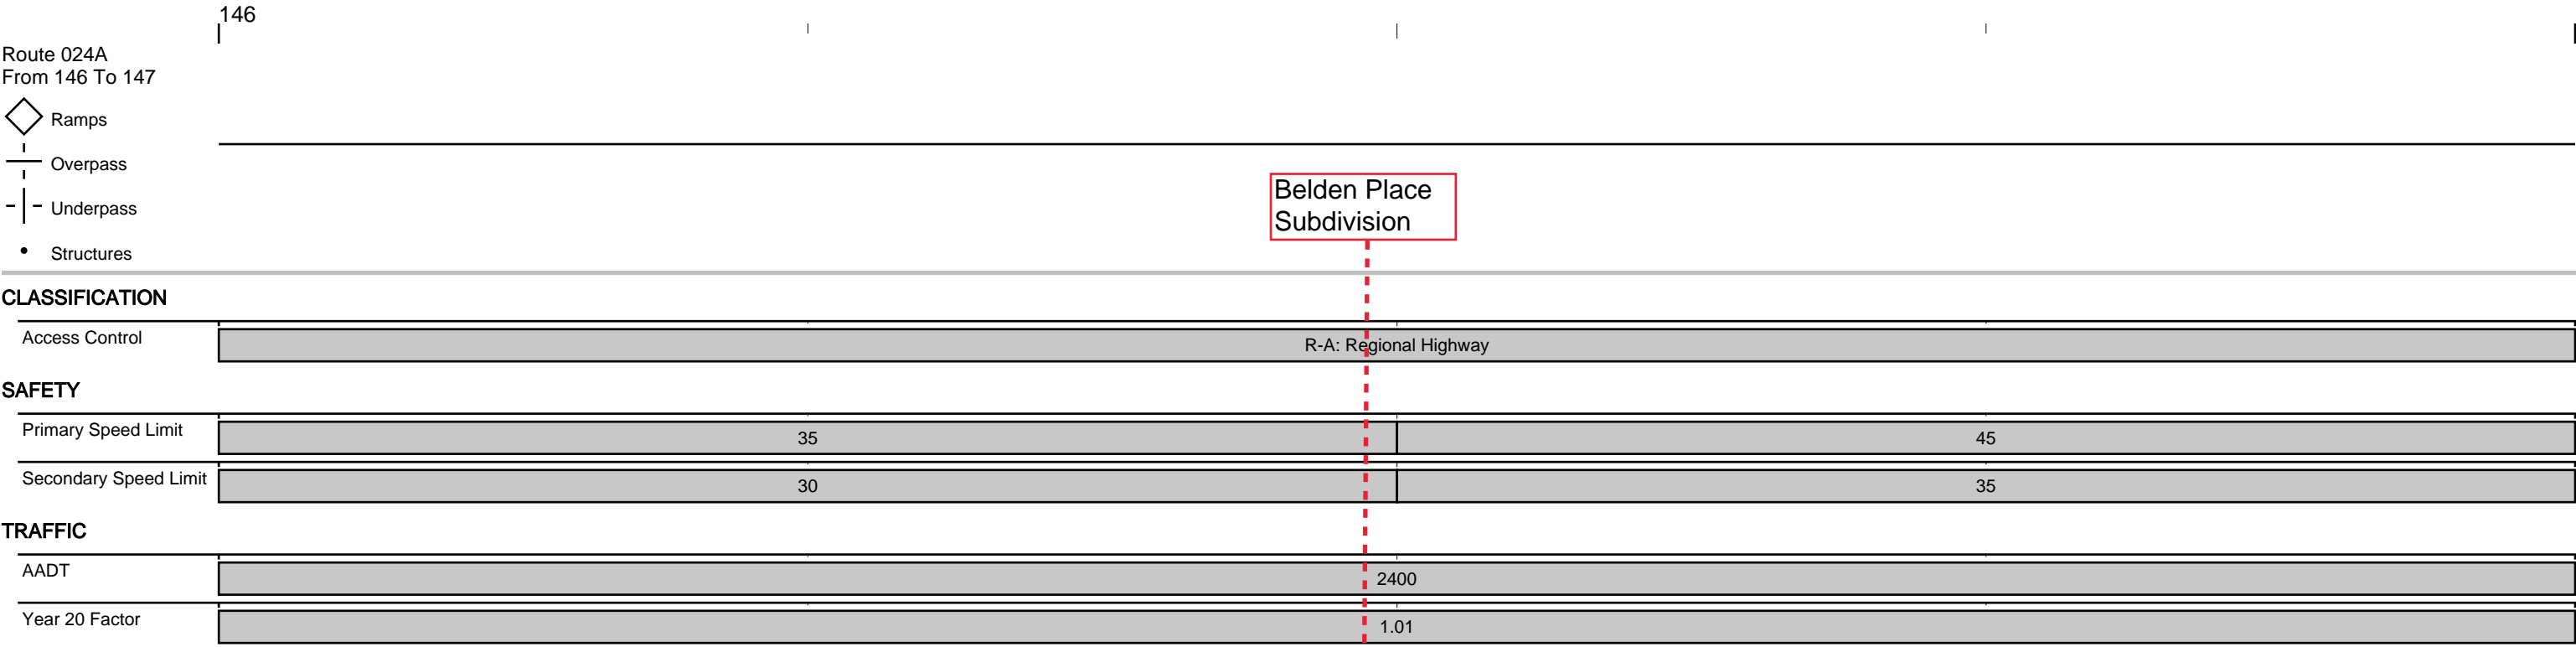 146
Route 024A
From 146 To 147
Ramps
Overpass
Underpass
Structures
Belden Place
Subdivision
CLASSIFICATION
Access Control
R-A: Regional Highway
SAFETY
Primary Speed Limit
35
45
Secondary Speed Limit
30
35
TRAFFIC
AADT
2400
Year 20 Factor
1.01